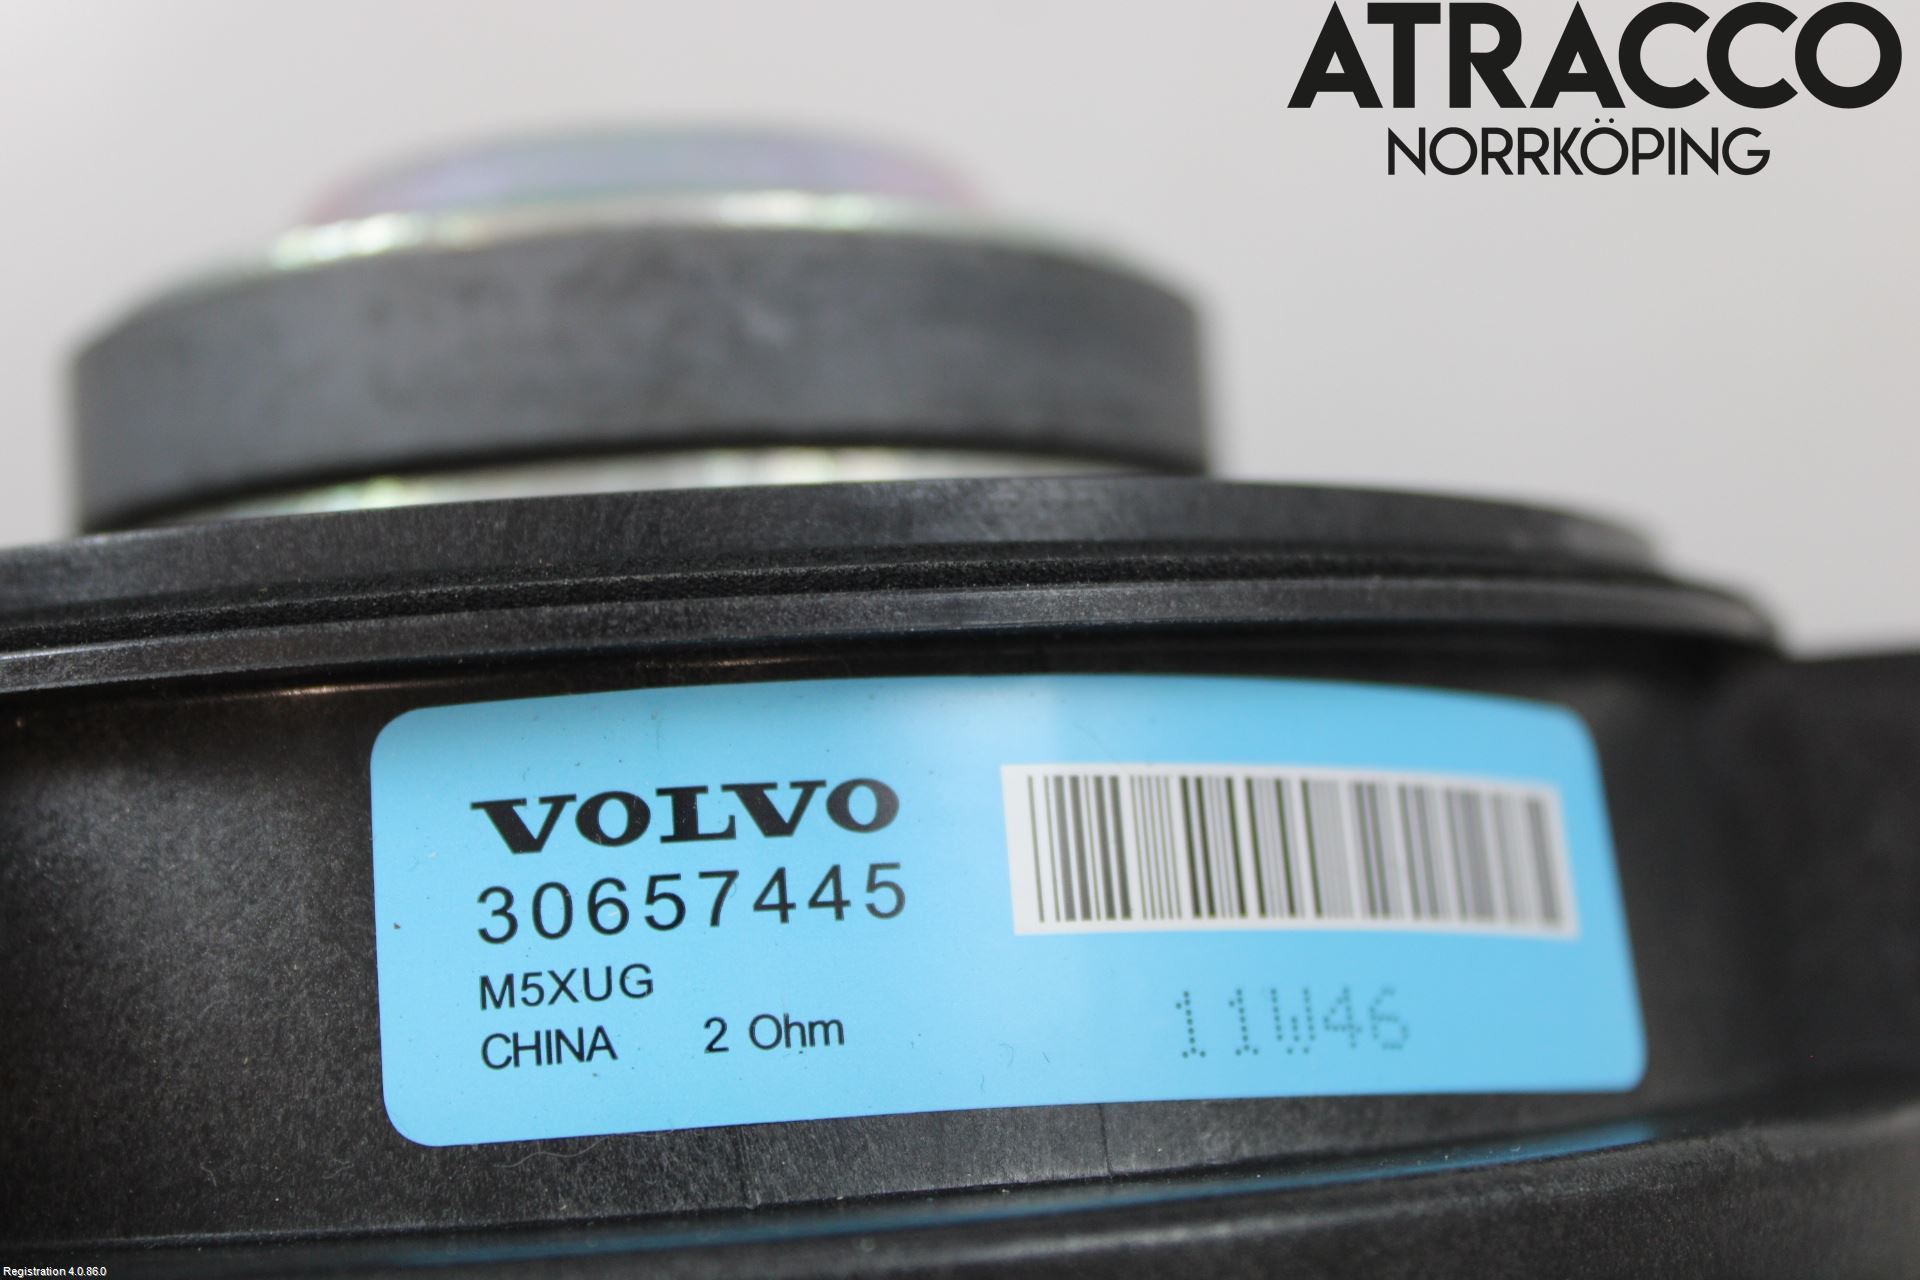 ATRACCO
NORRKÖPING
VOLVO
30657445
M5XUG
CHINA 2 Ohm
11W46
Registration 4.0.86.0